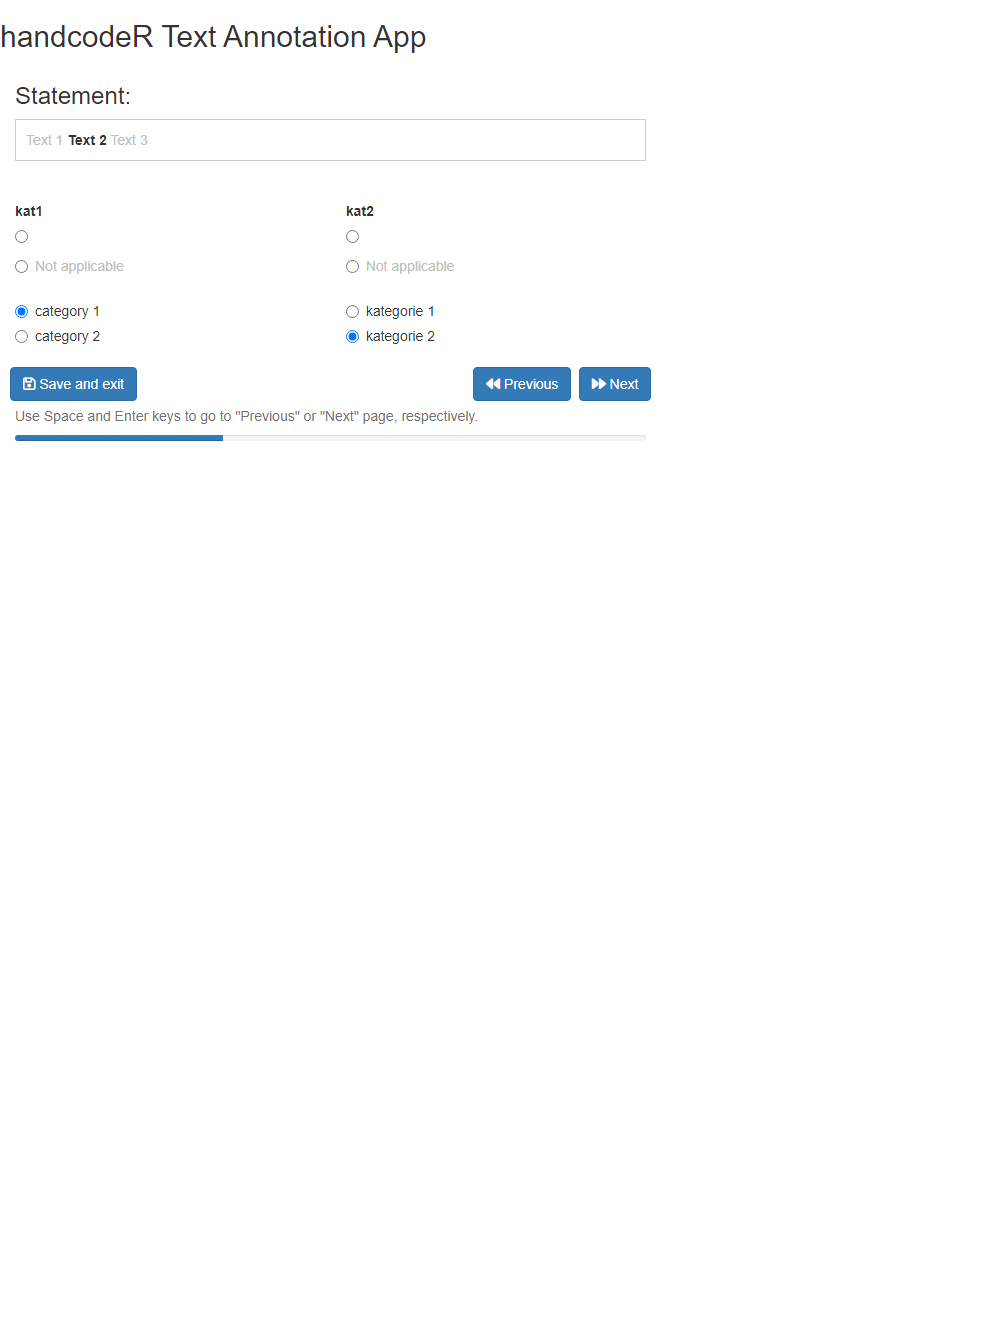 handcodeR Text Annotation App
Statement:
Text 1 Text 2 Text 3
kat1 kat2
Not applicable Not applicable
category 1 kategorie 1
category 2 kategorie 2
Save and exit Previous Next
Use Space and Enter keys to go to "Previous" or "Next" page, respectively.